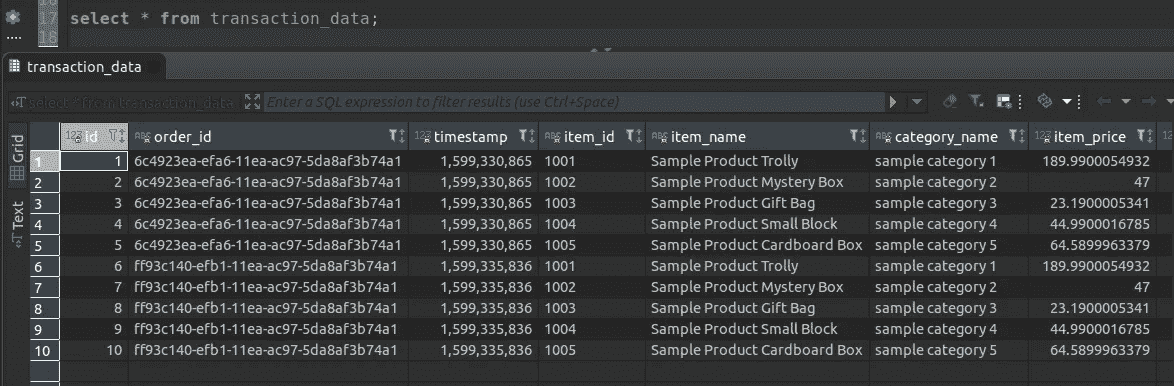 17 select * from transaction_data;
18
transaction_data
select * from transaction_data Enter a SQL expression to filter results (use Ctrl+Space)
Grid
Text
123 id ABC order_id 123 timestamp ABC item_id ABC item_name ABC category_name 123 item_price
1 1 6c4923ea-efa6-11ea-ac97-5da8af3b74a1 1,599,330,865 1001 Sample Product Trolly sample category 1 189.9900054932
2 2 6c4923ea-efa6-11ea-ac97-5da8af3b74a1 1,599,330,865 1002 Sample Product Mystery Box sample category 2 47
3 3 6c4923ea-efa6-11ea-ac97-5da8af3b74a1 1,599,330,865 1003 Sample Product Gift Bag sample category 3 23.1900005341
4 4 6c4923ea-efa6-11ea-ac97-5da8af3b74a1 1,599,330,865 1004 Sample Product Small Block sample category 4 44.9900016785
5 5 6c4923ea-efa6-11ea-ac97-5da8af3b74a1 1,599,330,865 1005 Sample Product Cardboard Box sample category 5 64.5899963379
6 6 ff93c140-efb1-11ea-ac97-5da8af3b74a1 1,599,335,836 1001 Sample Product Trolly sample category 1 189.9900054932
7 7 ff93c140-efb1-11ea-ac97-5da8af3b74a1 1,599,335,836 1002 Sample Product Mystery Box sample category 2 47
8 8 ff93c140-efb1-11ea-ac97-5da8af3b74a1 1,599,335,836 1003 Sample Product Gift Bag sample category 3 23.1900005341
9 9 ff93c140-efb1-11ea-ac97-5da8af3b74a1 1,599,335,836 1004 Sample Product Small Block sample category 4 44.9900016785
10 10 ff93c140-efb1-11ea-ac97-5da8af3b74a1 1,599,335,836 1005 Sample Product Cardboard Box sample category 5 64.5899963379